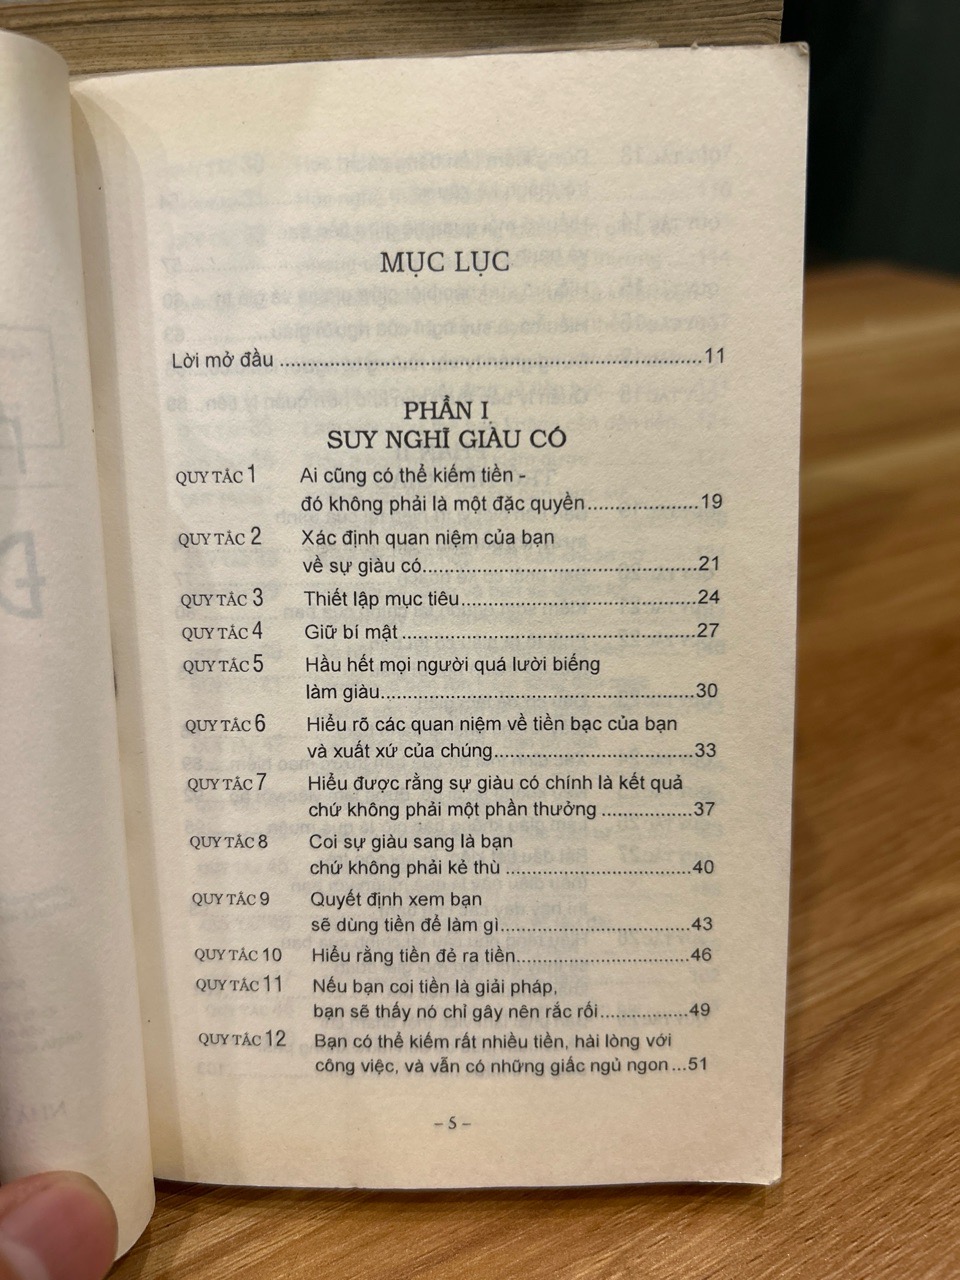 MỤC LỤC
Lời mở đầu ........................................................................11
PHẦN I
SUY NGHĨ GIÀU CÓ
QUY TẮC 1 Ai cũng có thể kiếm tiền -
đó không phải là một đặc quyền....................19
QUY TẮC 2 Xác định quan niệm của bạn
về sự giàu có................................................21
QUY TẮC 3 Thiết lập mục tiêu..........................................24
QUY TẮC 4 Giữ bí mật.....................................................27
QUY TẮC 5 Hầu hết mọi người quá lười biếng
làm giàu.........................................................30
QUY TẮC 6 Hiểu rõ các quan niệm về tiền bạc của bạn
và xuất xứ của chúng....................................33
QUY TẮC 7 Hiểu được rằng sự giàu có chính là kết quả
chứ không phải một phần thưởng ................37
QUY TẮC 8 Coi sự giàu sang là bạn
chứ không phải kẻ thù .................................40
QUY TẮC 9 Quyết định xem bạn
sẽ dùng tiền để làm gì..................................43
QUY TẮC 10 Hiểu rằng tiền đẻ ra tiền...............................46
QUY TẮC 11 Nếu bạn coi tiền là giải pháp,
bạn sẽ thấy nó chỉ gây nên rắc rối................49
QUY TẮC 12 Bạn có thể kiếm rất nhiều tiền, hài lòng với
công việc, và vẫn có những giấc ngủ ngon...51
– 5 –